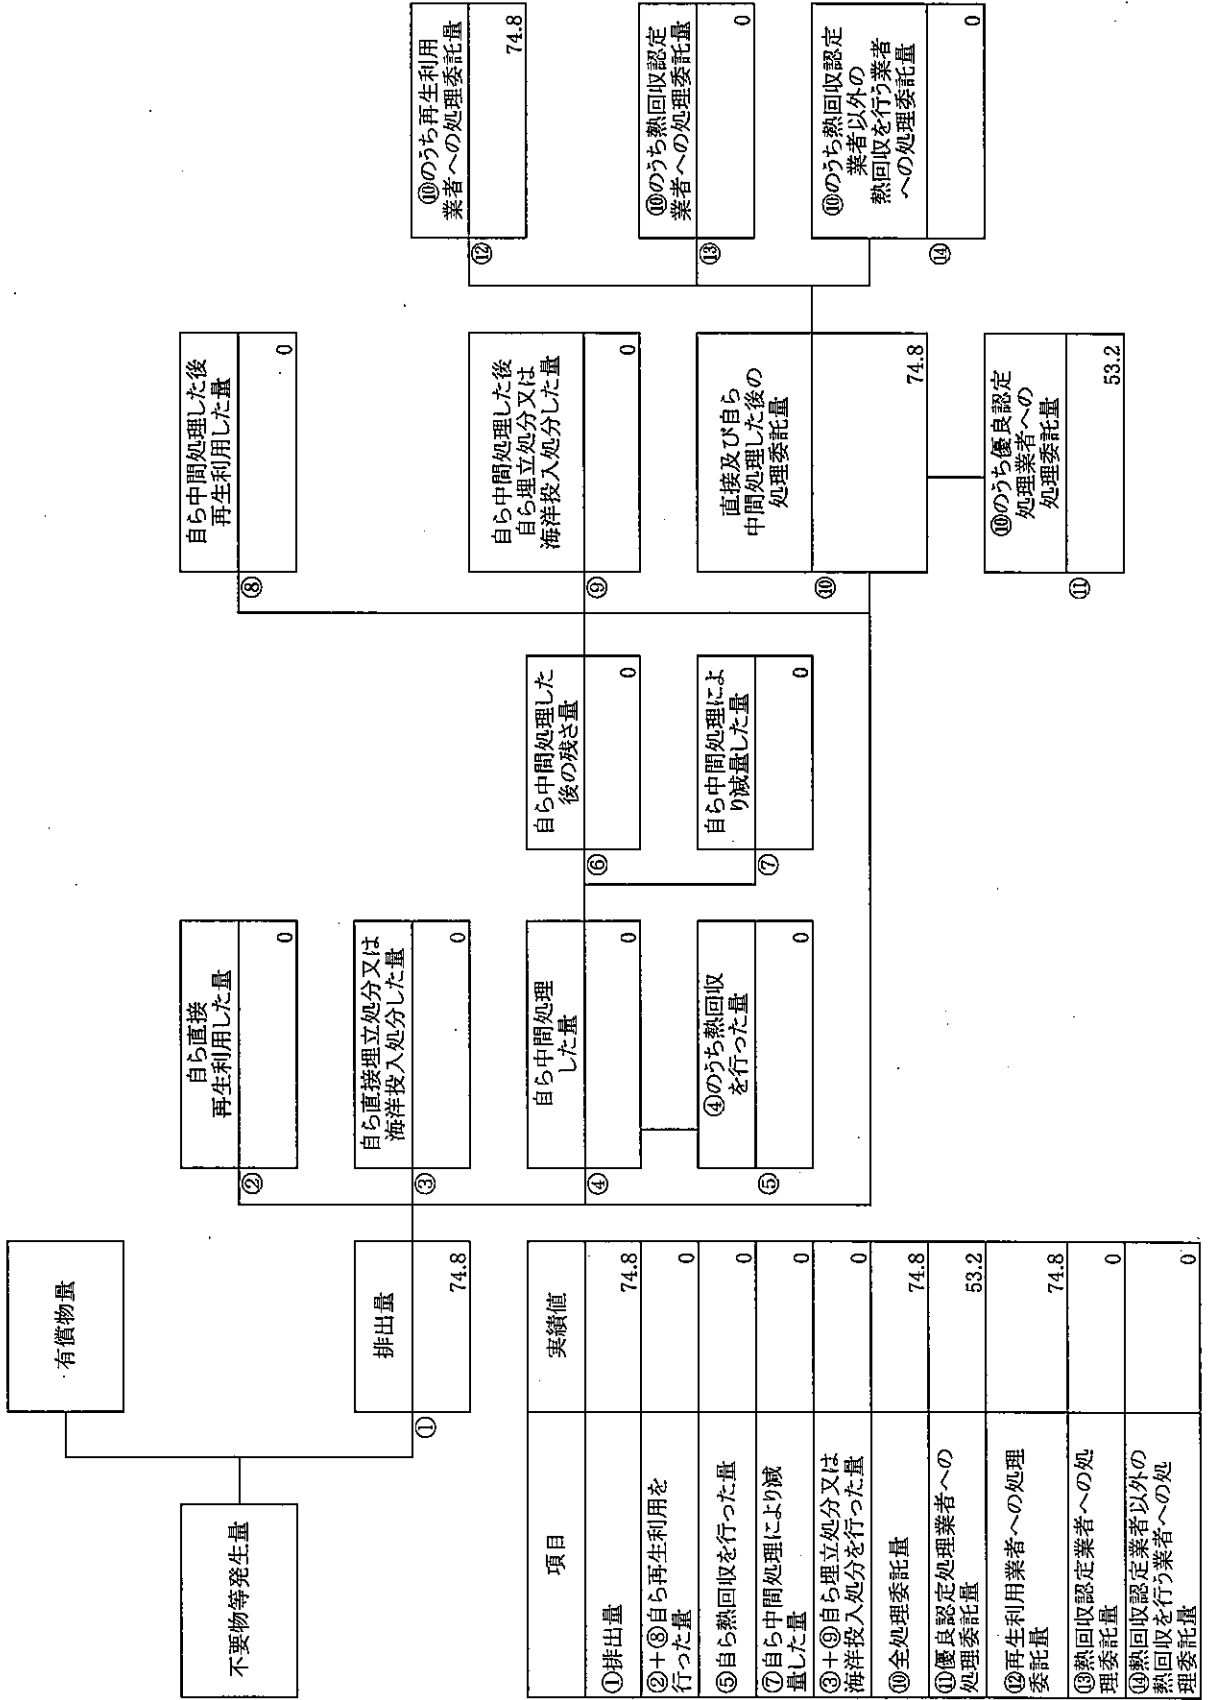 不要物等発生量
有償物量
①
排出量
74.8
②
自ら直接
再生利用した量
0
③
自ら直接埋立処分又は
海洋投入処分した量
0
④
自ら中間処理
した量
0
⑤
④のうち熱回収
を行った量
0
⑥
自ら中間処理した
後の残さ量
0
⑦
自ら中間処理によ
り減量した量
0
⑧
自ら中間処理した後
再生利用した量
0
⑨
自ら中間処理した後
自ら埋立処分又は
海洋投入処分した量
0
⑩
直接及び自ら
中間処理した後の
処理委託量
74.8
⑪
⑩のうち優良認定
処理業者への
処理委託量
53.2
⑫
⑩のうち再生利用
業者への処理委託量
74.8
⑬
⑩のうち熱回収認定
業者への処理委託量
0
⑭
⑩のうち熱回収認定
業者以外の
熱回収を行う業者
への処理委託量
0
項目 実績値
①排出量 74.8
②+⑧自ら再生利用を
行った量 0
⑤自ら熱回収を行った量 0
⑦自ら中間処理により減
量した量 0
③+⑨自ら埋立処分又は
海洋投入処分を行った量 0
⑩全処理委託量 74.8
⑪優良認定処理業者への
処理委託量 53.2
⑫再生利用業者への処理
委託量 74.8
⑬熱回収認定業者への処
理委託量 0
⑭熱回収認定業者以外の
熱回収を行う業者への処
理委託量 0